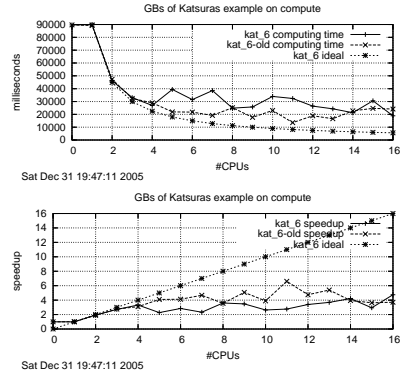 GBs of Katsuras example on compute
90000
80000
70000
60000
50000
40000
30000
20000
10000
0
milliseconds
kat_6 computing time
kat_6-old computing time
kat_6 ideal
0 2 4 6 8 10 12 14 16
#CPUs
Sat Dec 31 19:47:11 2005
GBs of Katsuras example on compute
16
14
12
10
8
6
4
2
0
speedup
kat_6 speedup
kat_6-old speedup
kat_6 ideal
0 2 4 6 8 10 12 14 16
#CPUs
Sat Dec 31 19:47:11 2005